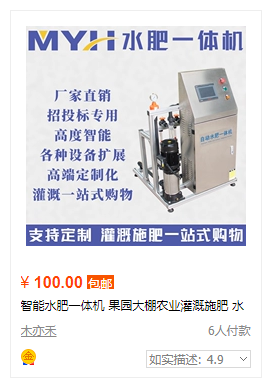 MYH 水肥一体机
厂家直销
招投标专用
高度智能
各种设备扩展
高端定制化
灌溉一站式购物
自动水肥一体机
支持定制 灌溉施肥一站式购物
¥ 100.00 包邮
智能水肥一体机 果园大棚农业灌溉施肥 水
木亦禾 6人付款
金 如实描述: 4.9